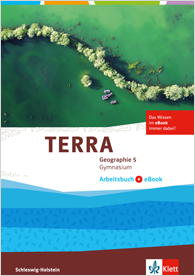 Das Wissen
im eBook
immer dabei!
TERRA
Geographie 5
Gymnasium
Arbeitsbuch + eBook
Schleswig-Holstein
Klett